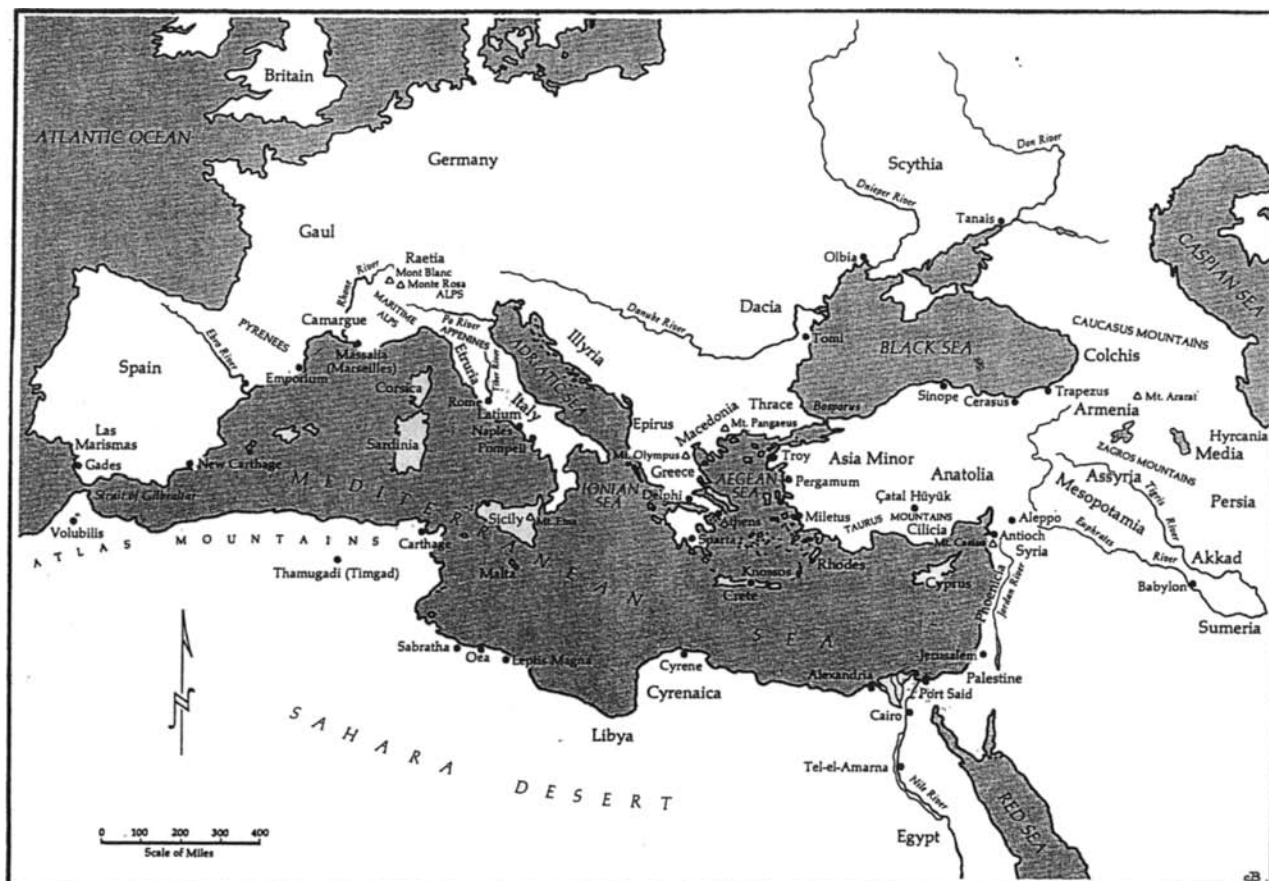 Britain
ATLANTIC OCEAN
Germany
Scythia
Don River
Dnieper River
Tanais
CASPIAN SEA
Gaul
Raetia
Mont Blanc
Monte Rosa
ALPS
Rhone River
MARITIME ALPS
Camargue
Olbia
Dacia
Danube River
Po River
APPENINES
PYRENEES
Ebro River
Massalia
(Marseilles)
Emporium
Etruria
Tiber River
ADRIATIC SEA
Illyria
Tomi
BLACK SEA
CAUCASUS MOUNTAINS
Colchis
Spain
Corsica
Rome
Latium
Italy
Naples
Pompeii
Sardinia
Epirus
Macedonia
Thrace
Mt. Pangaeus
Bosporus
Sinope
Cerasus
Trapezus
Mt. Ararat
Armenia
Las
Marismas
Gades
New Carthage
Strait of Gibraltar
Mt. Olympus
Greece
Troy
Asia Minor
Anatolia
Hyrcania
Media
ZAGROS MOUNTAINS
Assyria
Pergamum
AEGEAN SEA
IONIAN SEA
Delphi
Çatal Hüyük
Mesopotamia
Tigris River
Persia
MEDITERRANEAN SEA
Volubilis
ATLAS MOUNTAINS
Carthage
Sicily
Mt. Etna
Athens
Sparta
Miletus
TAURUS MOUNTAINS
Cilicia
Aleppo
Antioch
Mt. Casius
Syria
Euphrates River
Akkad
Thamugadi (Timgad)
Malta
Knossos
Crete
Rhodes
Cyprus
Phoenicia
Jordan River
Babylon
Sumeria
Sabratha
Oea
Leptis Magna
Cyrene
Cyrenaica
Alexandria
Jerusalem
Palestine
Port Said
Cairo
Libya
SAHARA DESERT
Tel-el-Amarna
Nile River
Egypt
RED SEA
0 100 200 300 400
Scale of Miles